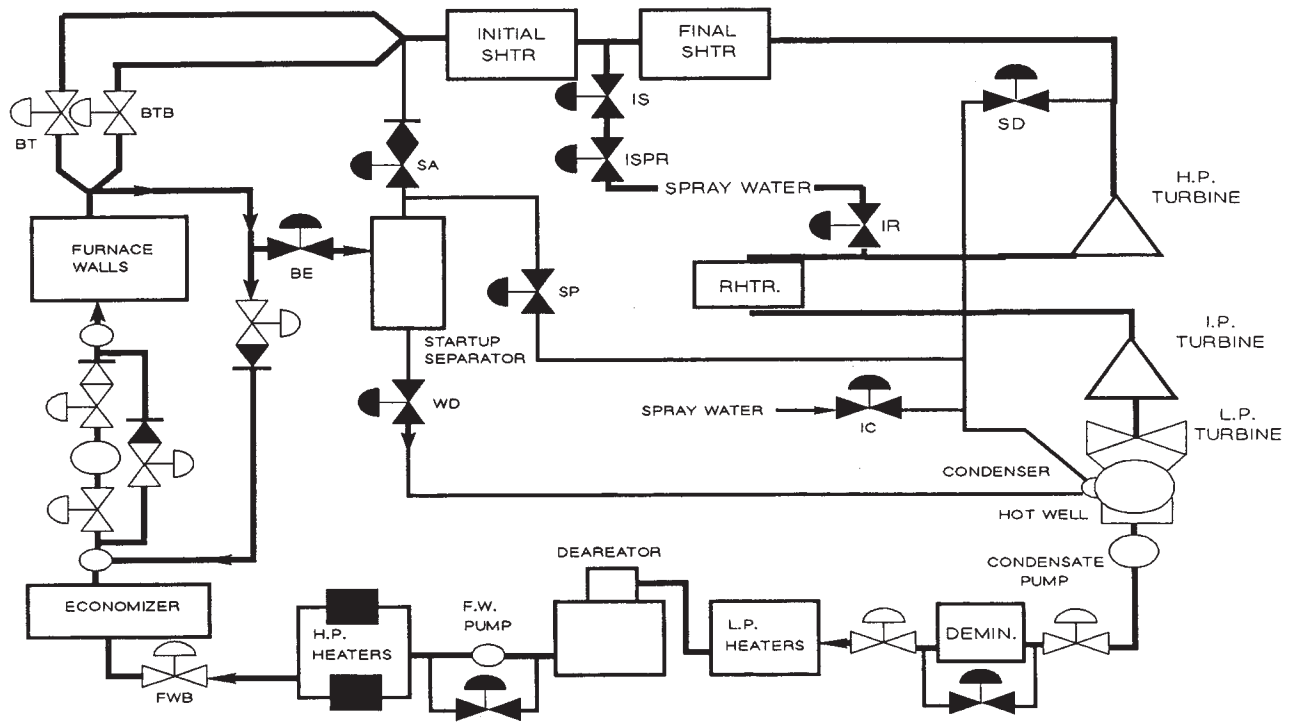 INITIAL
SHTR
FINAL
SHTR
BT
BTB
IS
SD
SA
ISPR
SPRAY WATER
H.P.
TURBINE
IR
FURNACE
WALLS
BE
RHTR.
SP
STARTUP
SEPARATOR
I.P.
TURBINE
WD
SPRAY WATER
IC
L.P.
TURBINE
CONDENSER
HOT WELL
CONDENSATE
PUMP
DEAREATOR
ECONOMIZER
F.W.
PUMP
H.P.
HEATERS
L.P.
HEATERS
DEMIN.
FWB